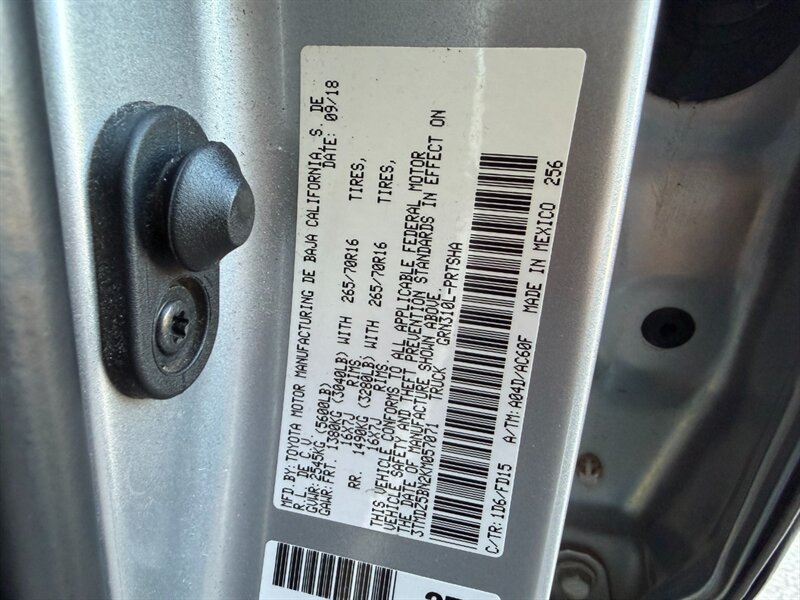 MFD.BY: TOYOTA MOTOR MANUFACTURING DE BAJA CALIFORNIA, S. DE
R. L. DE C.V. DATE: 09/18
GVWR: 2545KG (5600LB)
GAWR: FRT. 1380KG (3040LB) WITH 265/70R16 TIRES,
16X7J RIMS,
RR. 1490KG (3280LB) WITH 265/70R16 TIRES,
16X7J RIMS
THIS VEHICLE CONFORMS TO ALL APPLICABLE FEDERAL MOTOR
VEHICLE SAFETY AND THEFT PREVENTION STANDARDS IN EFFECT ON
THE DATE OF MANUFACTURE SHOWN ABOVE
3TMDZ5BN2KM057071 TRUCK GRN310L-PRTSHA
C/TR: 1D6/FD15 A/TM: A04D/AC60F MADE IN MEXICO 256